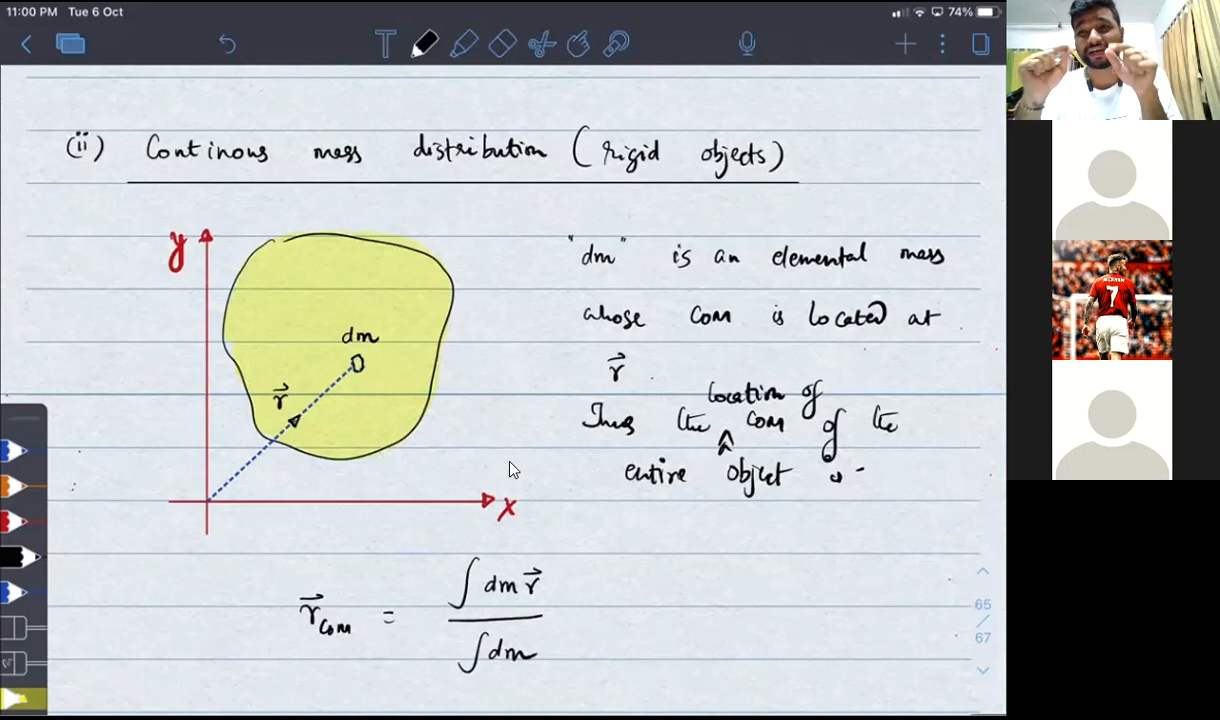 11:00 PM Tue 6 Oct
74%
(ii) Continous mass distribution (rigid objects)
y
"dm" is an elemental mass
whose COM is located at
dm
r⃗
r⃗
location of
Thus the ^ COM of the
entire object is -
x
r⃗COM = ∫ dm r⃗ / ∫ dm
65
/
67
7